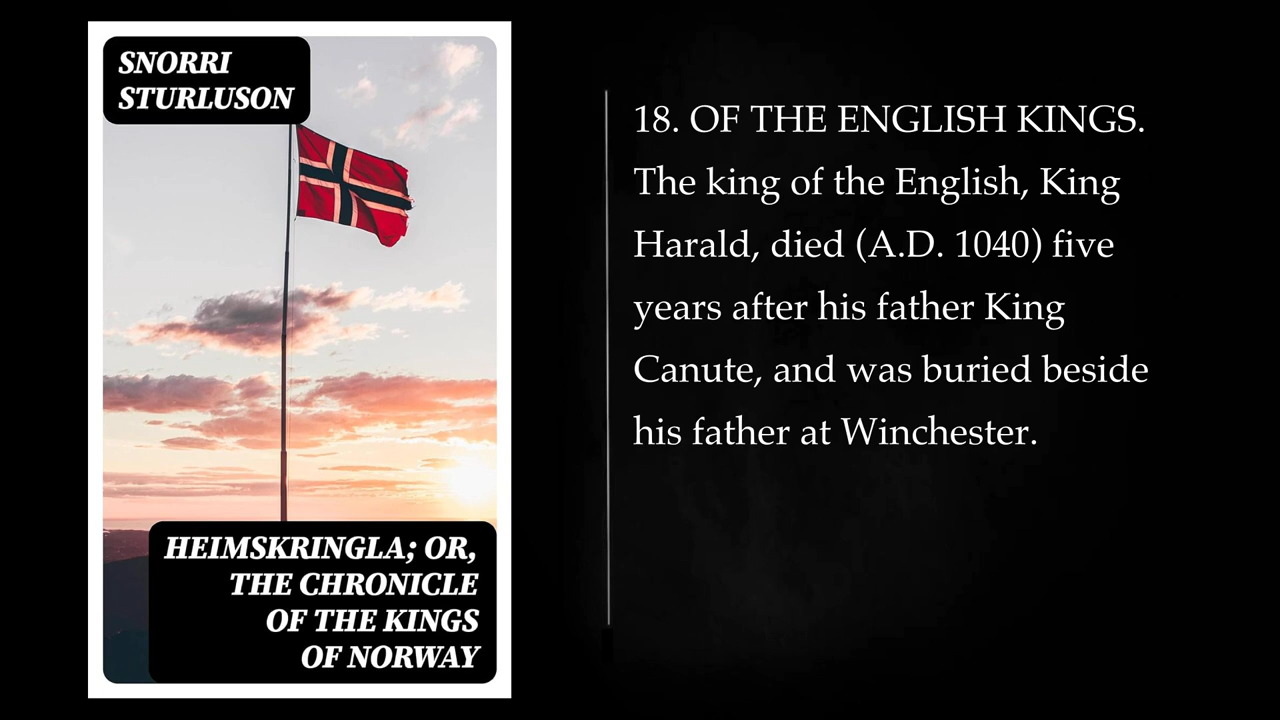 SNORRI
STURLUSON
HEIMSKRINGLA; OR,
THE CHRONICLE
OF THE KINGS
OF NORWAY
18. OF THE ENGLISH KINGS.
The king of the English, King
Harald, died (A.D. 1040) five
years after his father King
Canute, and was buried beside
his father at Winchester.